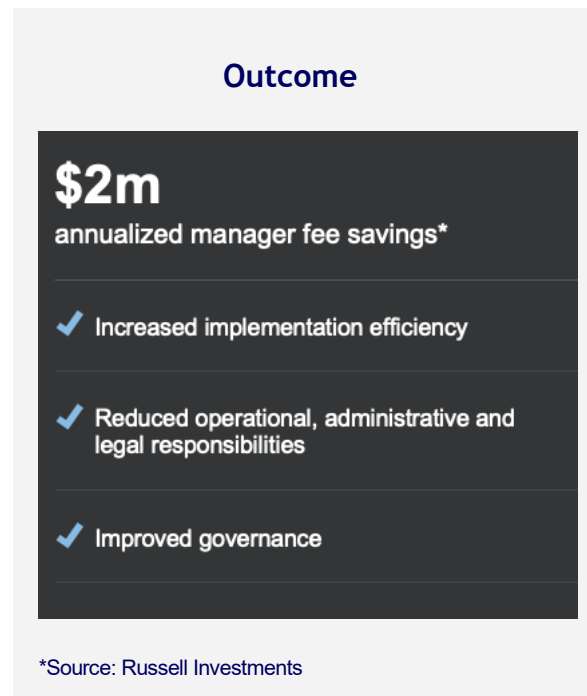 Outcome
$2m
annualized manager fee savings*
Increased implementation efficiency
Reduced operational, administrative and
legal responsibilities
Improved governance
*Source: Russell Investments